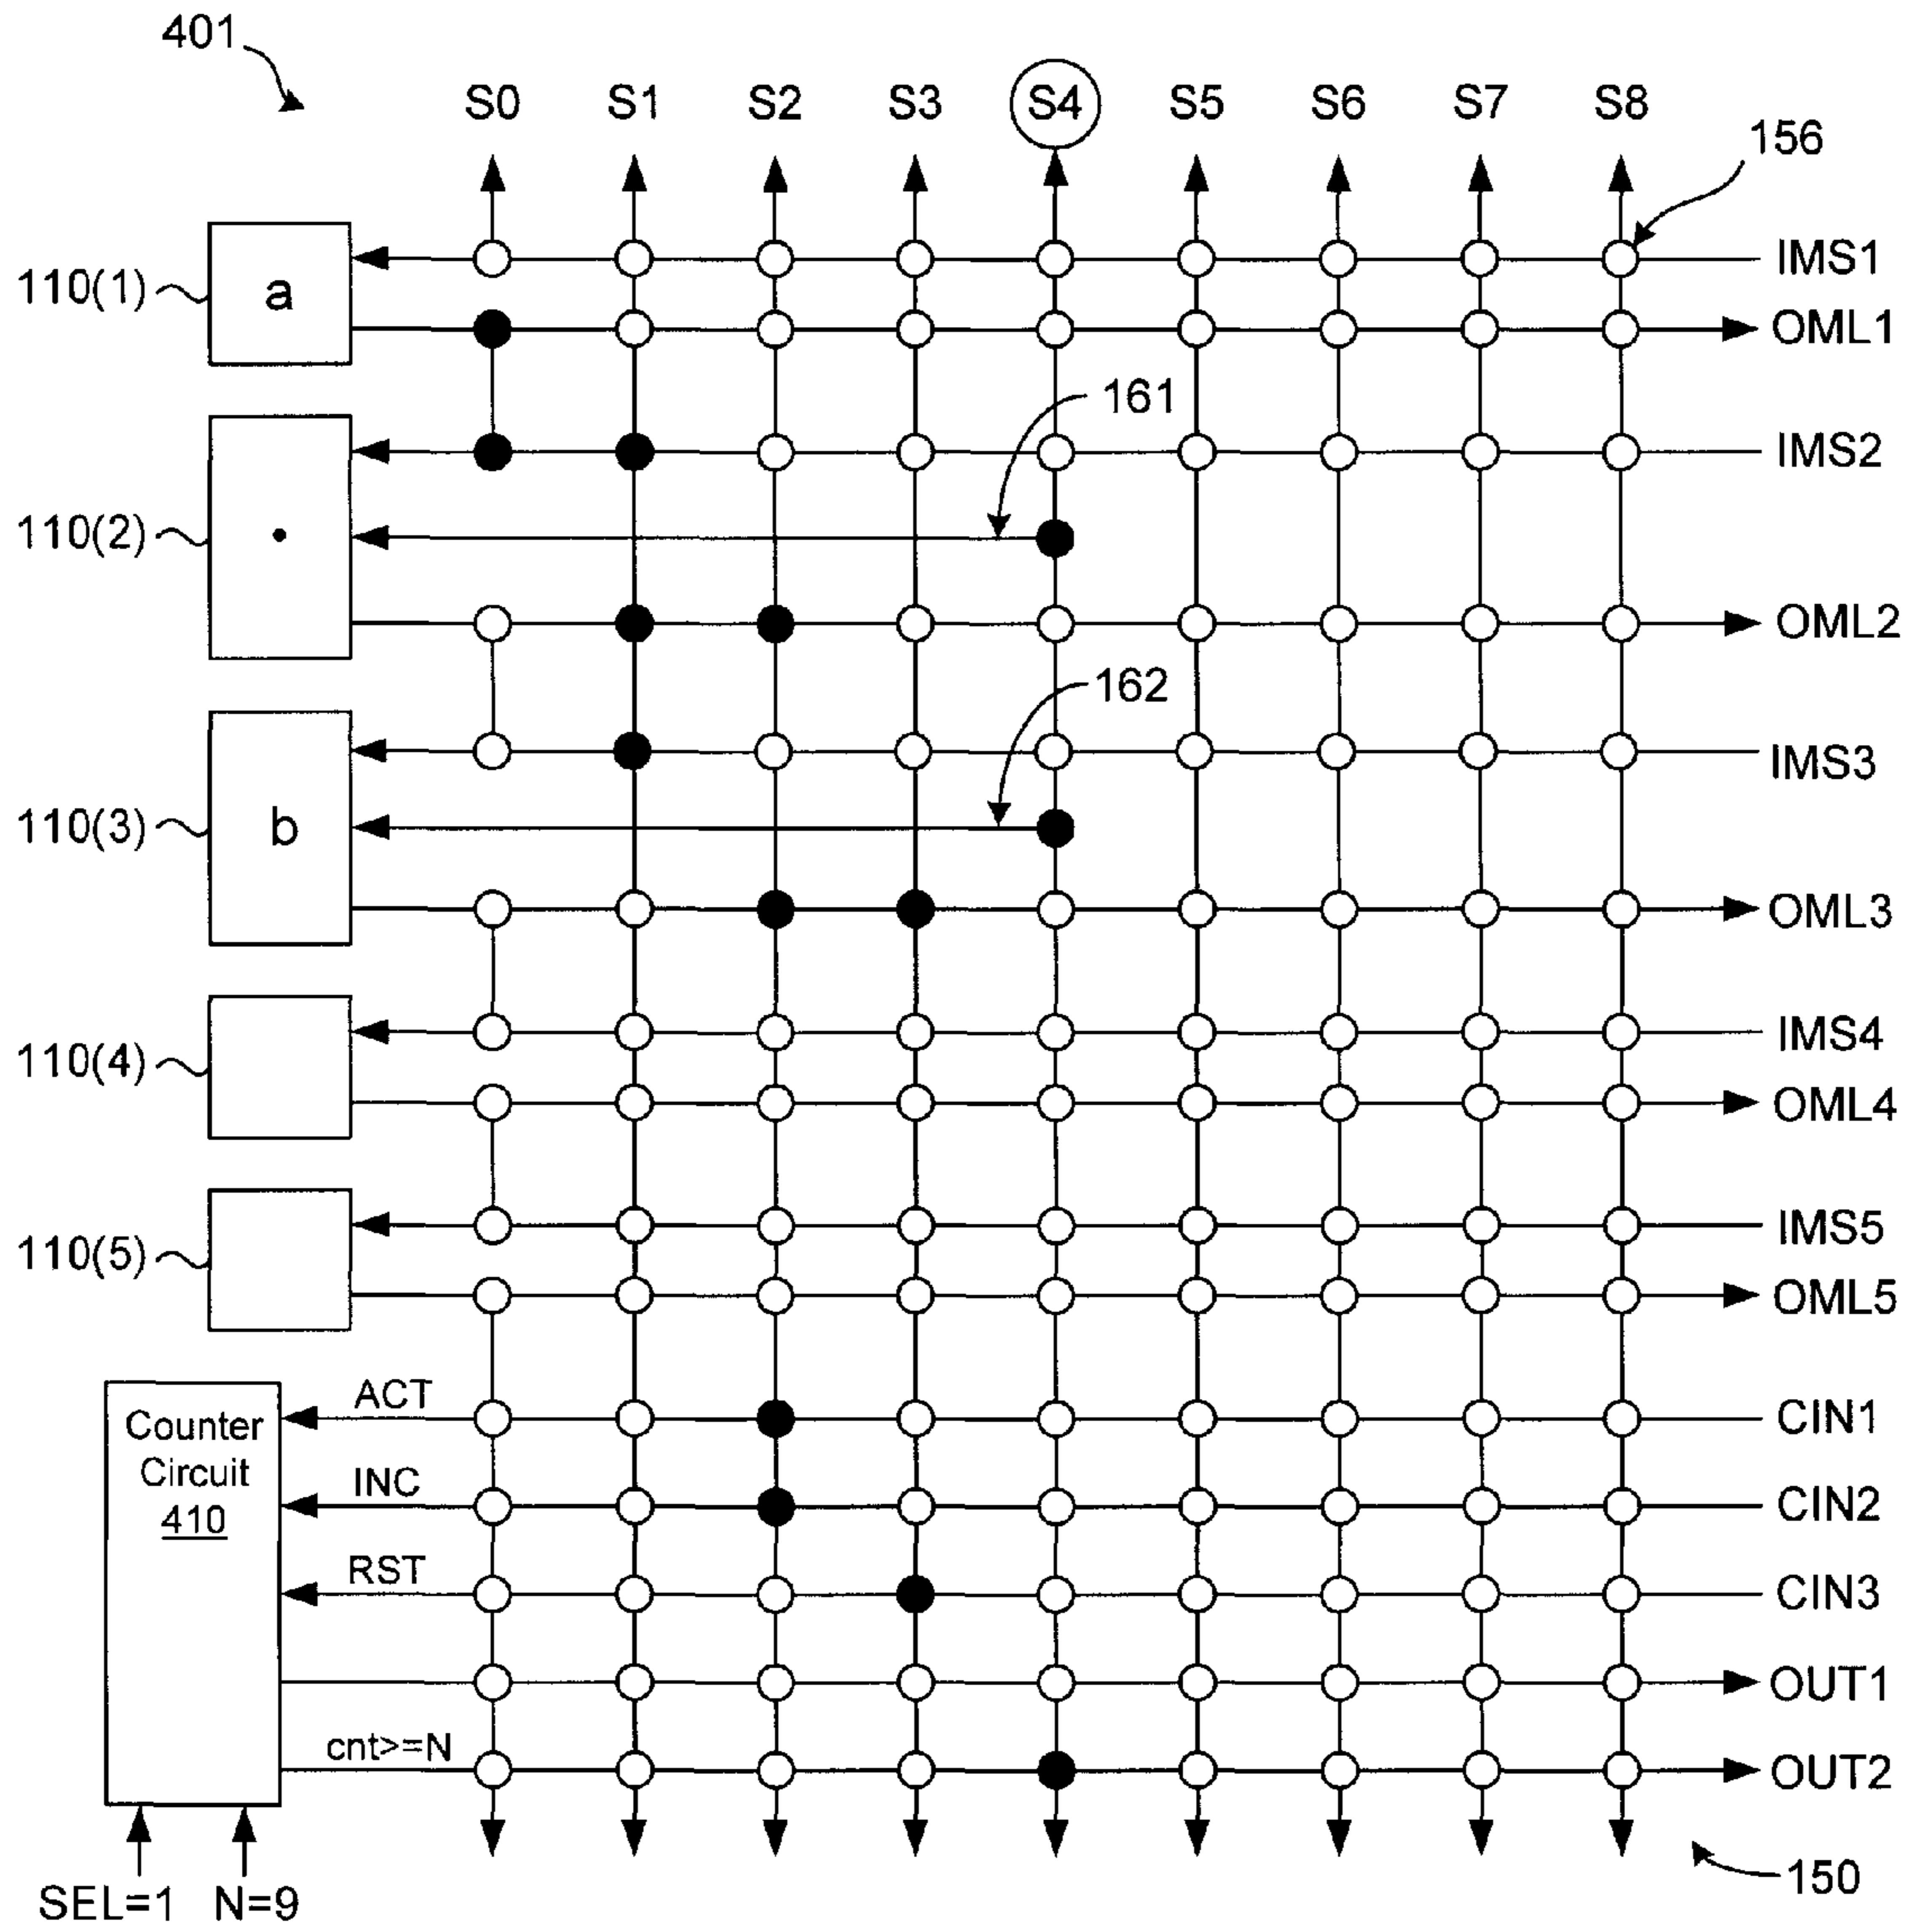 401
S0 S1 S2 S3 S4 S5 S6 S7 S8
156
IMS1
110(1) a
OML1
161
IMS2
110(2) •
OML2
162
IMS3
110(3) b
OML3
IMS4
110(4)
OML4
IMS5
110(5)
OML5
ACT
Counter
CIN1
Circuit
INC
410
CIN2
RST
CIN3
OUT1
cnt>=N
OUT2
150
SEL=1 N=9